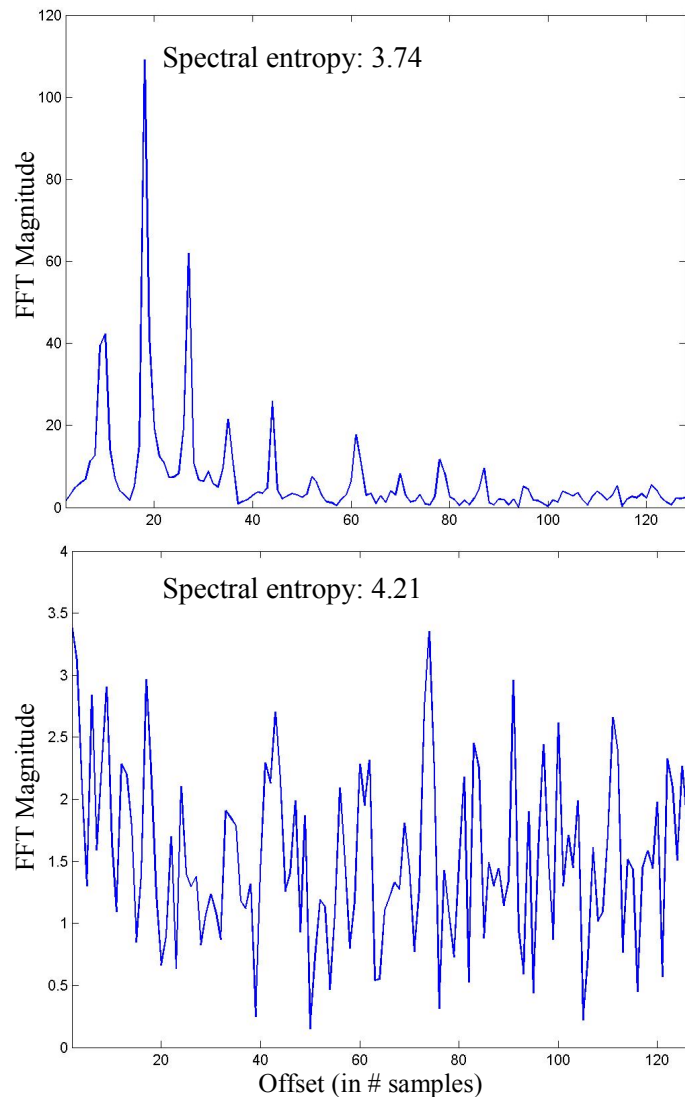 120
Spectral entropy: 3.74
100
80
FFT Magnitude
60
40
20
0
20 40 60 80 100 120
4
Spectral entropy: 4.21
3.5
3
2.5
FFT Magnitude
2
1.5
1
0.5
0
20 40 60 80 100 120
Offset (in # samples)